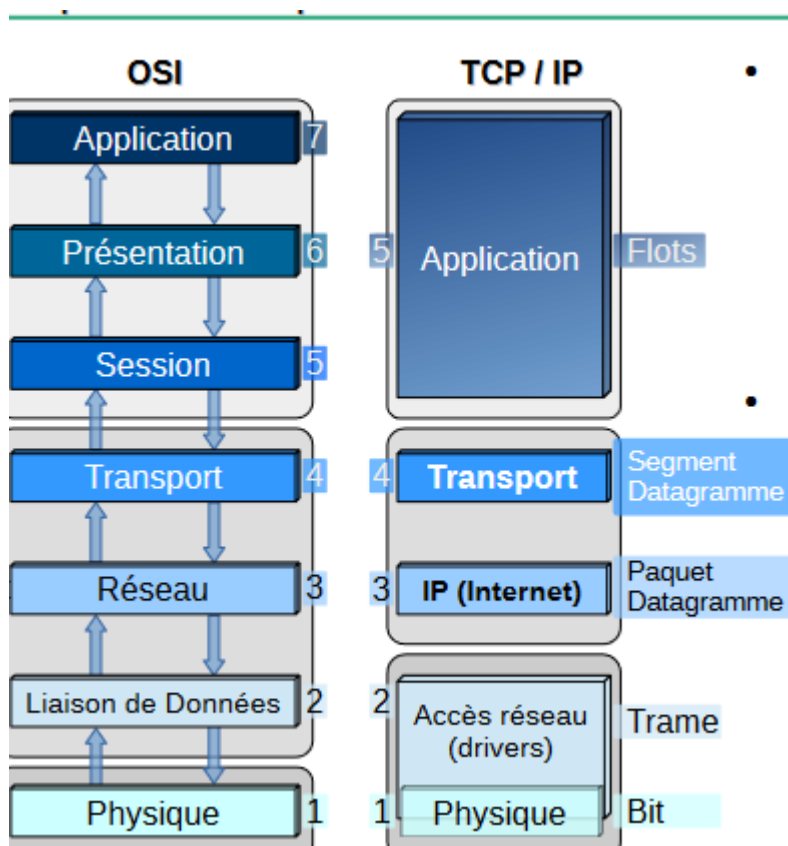 OSI
TCP / IP
•
Application 7
Présentation 6
5 Application Flots
Session 5
•
Transport 4
4 Transport
Segment
Datagramme
Réseau 3
3 IP (Internet)
Paquet
Datagramme
Liaison de Données 2
2 Accès réseau
(drivers)
Trame
Physique 1
1 Physique Bit